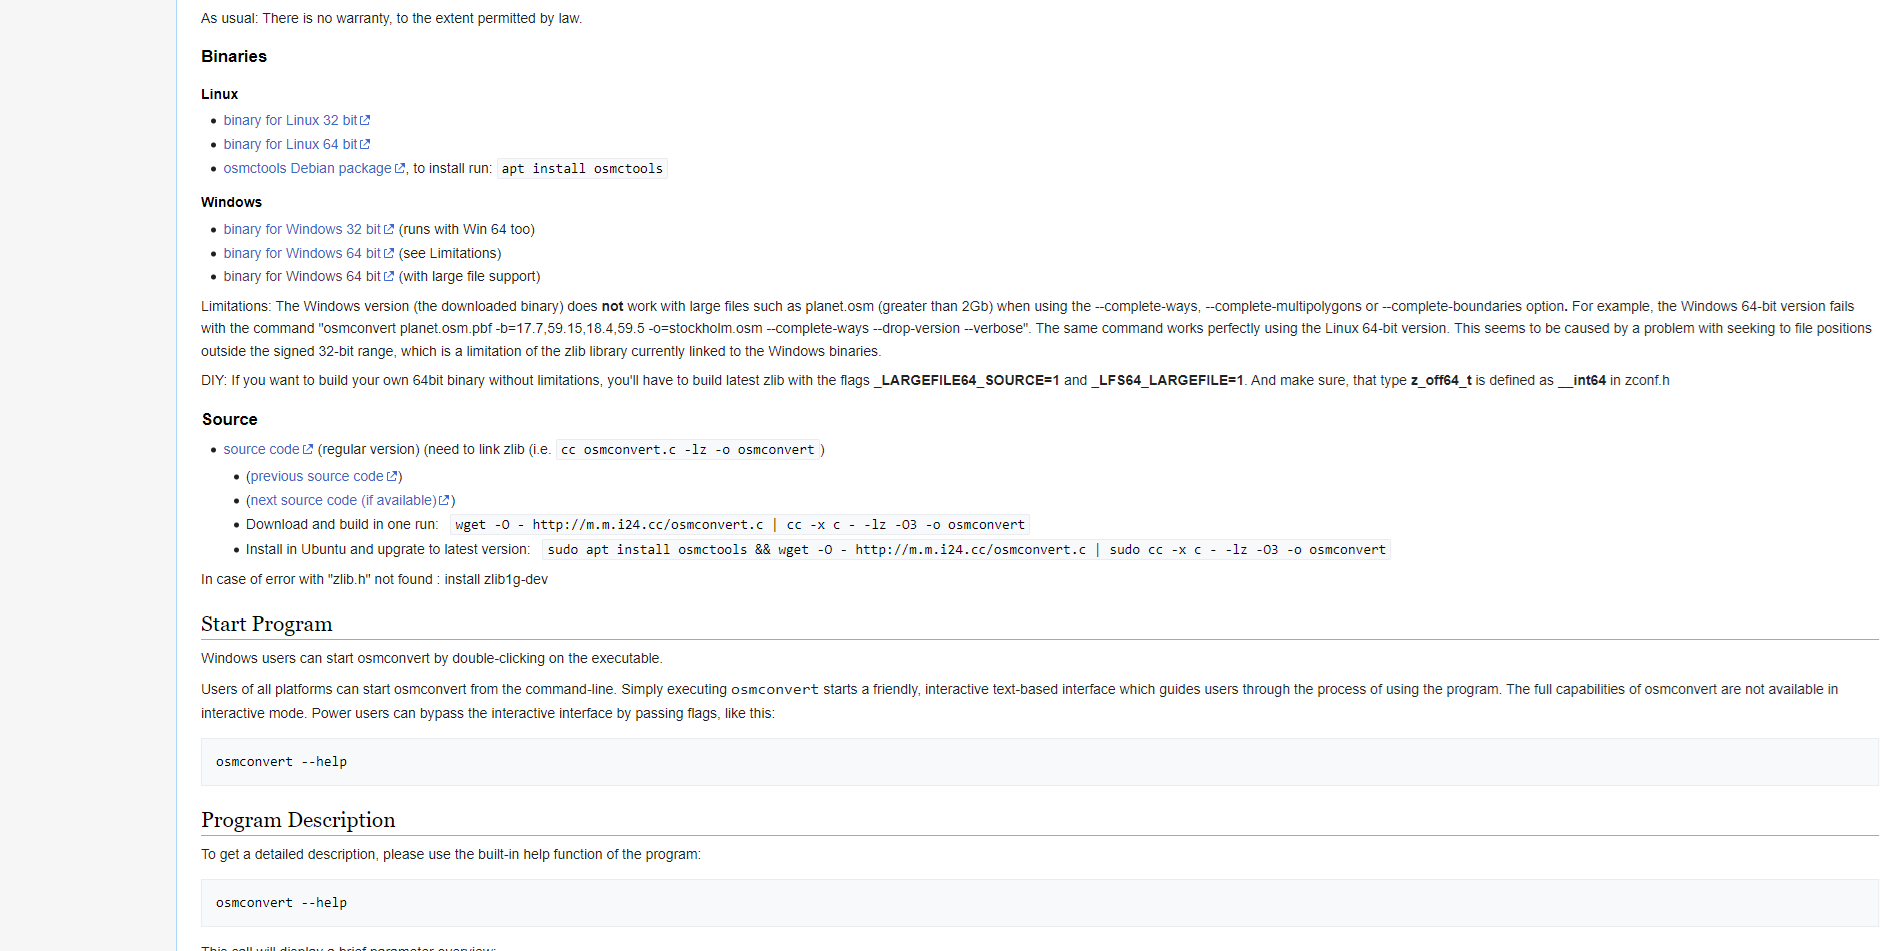 As usual: There is no warranty, to the extent permitted by law.
Binaries
Linux
binary for Linux 32 bit
binary for Linux 64 bit
osmctools Debian package, to install run: apt install osmctools
Windows
binary for Windows 32 bit (runs with Win 64 too)
binary for Windows 64 bit (see Limitations)
binary for Windows 64 bit (with large file support)
Limitations: The Windows version (the downloaded binary) does not work with large files such as planet.osm (greater than 2Gb) when using the --complete-ways, --complete-multipolygons or --complete-boundaries option. For example, the Windows 64-bit version fails
with the command "osmconvert planet.osm.pbf -b=17.7,59.15,18.4,59.5 -o=stockholm.osm --complete-ways --drop-version --verbose". The same command works perfectly using the Linux 64-bit version. This seems to be caused by a problem with seeking to file positions
outside the signed 32-bit range, which is a limitation of the zlib library currently linked to the Windows binaries.
DIY: If you want to build your own 64bit binary without limitations, you'll have to build latest zlib with the flags _LARGEFILE64_SOURCE=1 and _LFS64_LARGEFILE=1. And make sure, that type z_off64_t is defined as __int64 in zconf.h
Source
source code (regular version) (need to link zlib (i.e. cc osmconvert.c -lz -o osmconvert )
(previous source code)
(next source code (if available))
Download and build in one run: wget -O - http://m.m.i24.cc/osmconvert.c | cc -x c - -lz -O3 -o osmconvert
Install in Ubuntu and upgrate to latest version: sudo apt install osmctools && wget -O - http://m.m.i24.cc/osmconvert.c | sudo cc -x c - -lz -O3 -o osmconvert
In case of error with "zlib.h" not found : install zlib1g-dev
Start Program
Windows users can start osmconvert by double-clicking on the executable.
Users of all platforms can start osmconvert from the command-line. Simply executing osmconvert starts a friendly, interactive text-based interface which guides users through the process of using the program. The full capabilities of osmconvert are not available in
interactive mode. Power users can bypass the interactive interface by passing flags, like this:
osmconvert --help
Program Description
To get a detailed description, please use the built-in help function of the program:
osmconvert --help
This call will display a brief parameter overview: